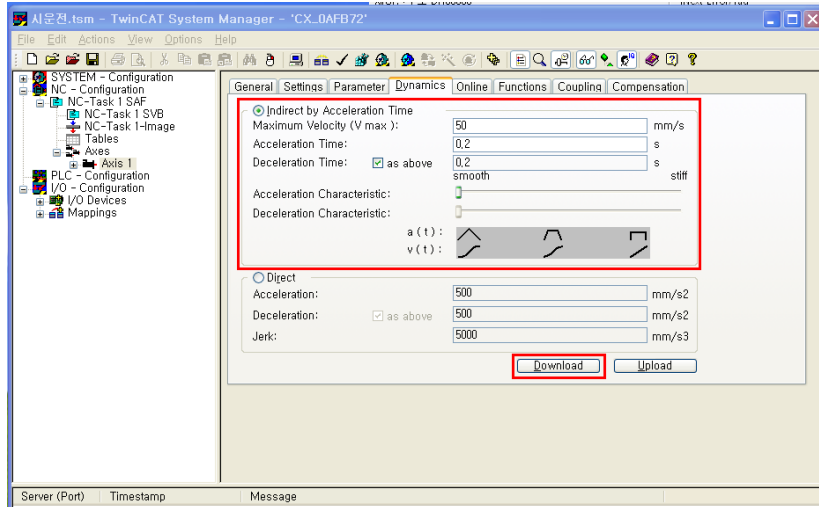 시운전.tsm - TwinCAT System Manager - 'CX_0AFB72'
File Edit Actions View Options Help
SYSTEM - Configuration
NC - Configuration
NC-Task 1 SAF
NC-Task 1 SVB
NC-Task 1-Image
Tables
Axes
Axis 1
PLC - Configuration
I/O - Configuration
I/O Devices
Mappings
General Settings Parameter Dynamics Online Functions Coupling Compensation
Indirect by Acceleration Time
Maximum Velocity (V max ): 50 mm/s
Acceleration Time: 0,2 s
Deceleration Time: as above 0,2 s
smooth stiff
Acceleration Characteristic:
Deceleration Characteristic:
a(t):
v(t):
Direct
Acceleration: 500 mm/s2
Deceleration: as above 500 mm/s2
Jerk: 5000 mm/s3
Download Upload
Server (Port) Timestamp Message